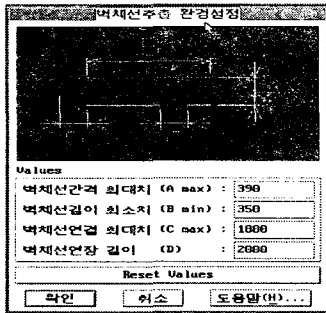 벽체선추출 환경설정
Values
벽체선간격 최대치 (A max) : 390
벽체선길이 최소치 (B min) : 350
벽체선연결 최대치 (C max) : 1800
벽체선연장 길이 (D) : 2000
Reset Values
확인 취소 도움말(H)...